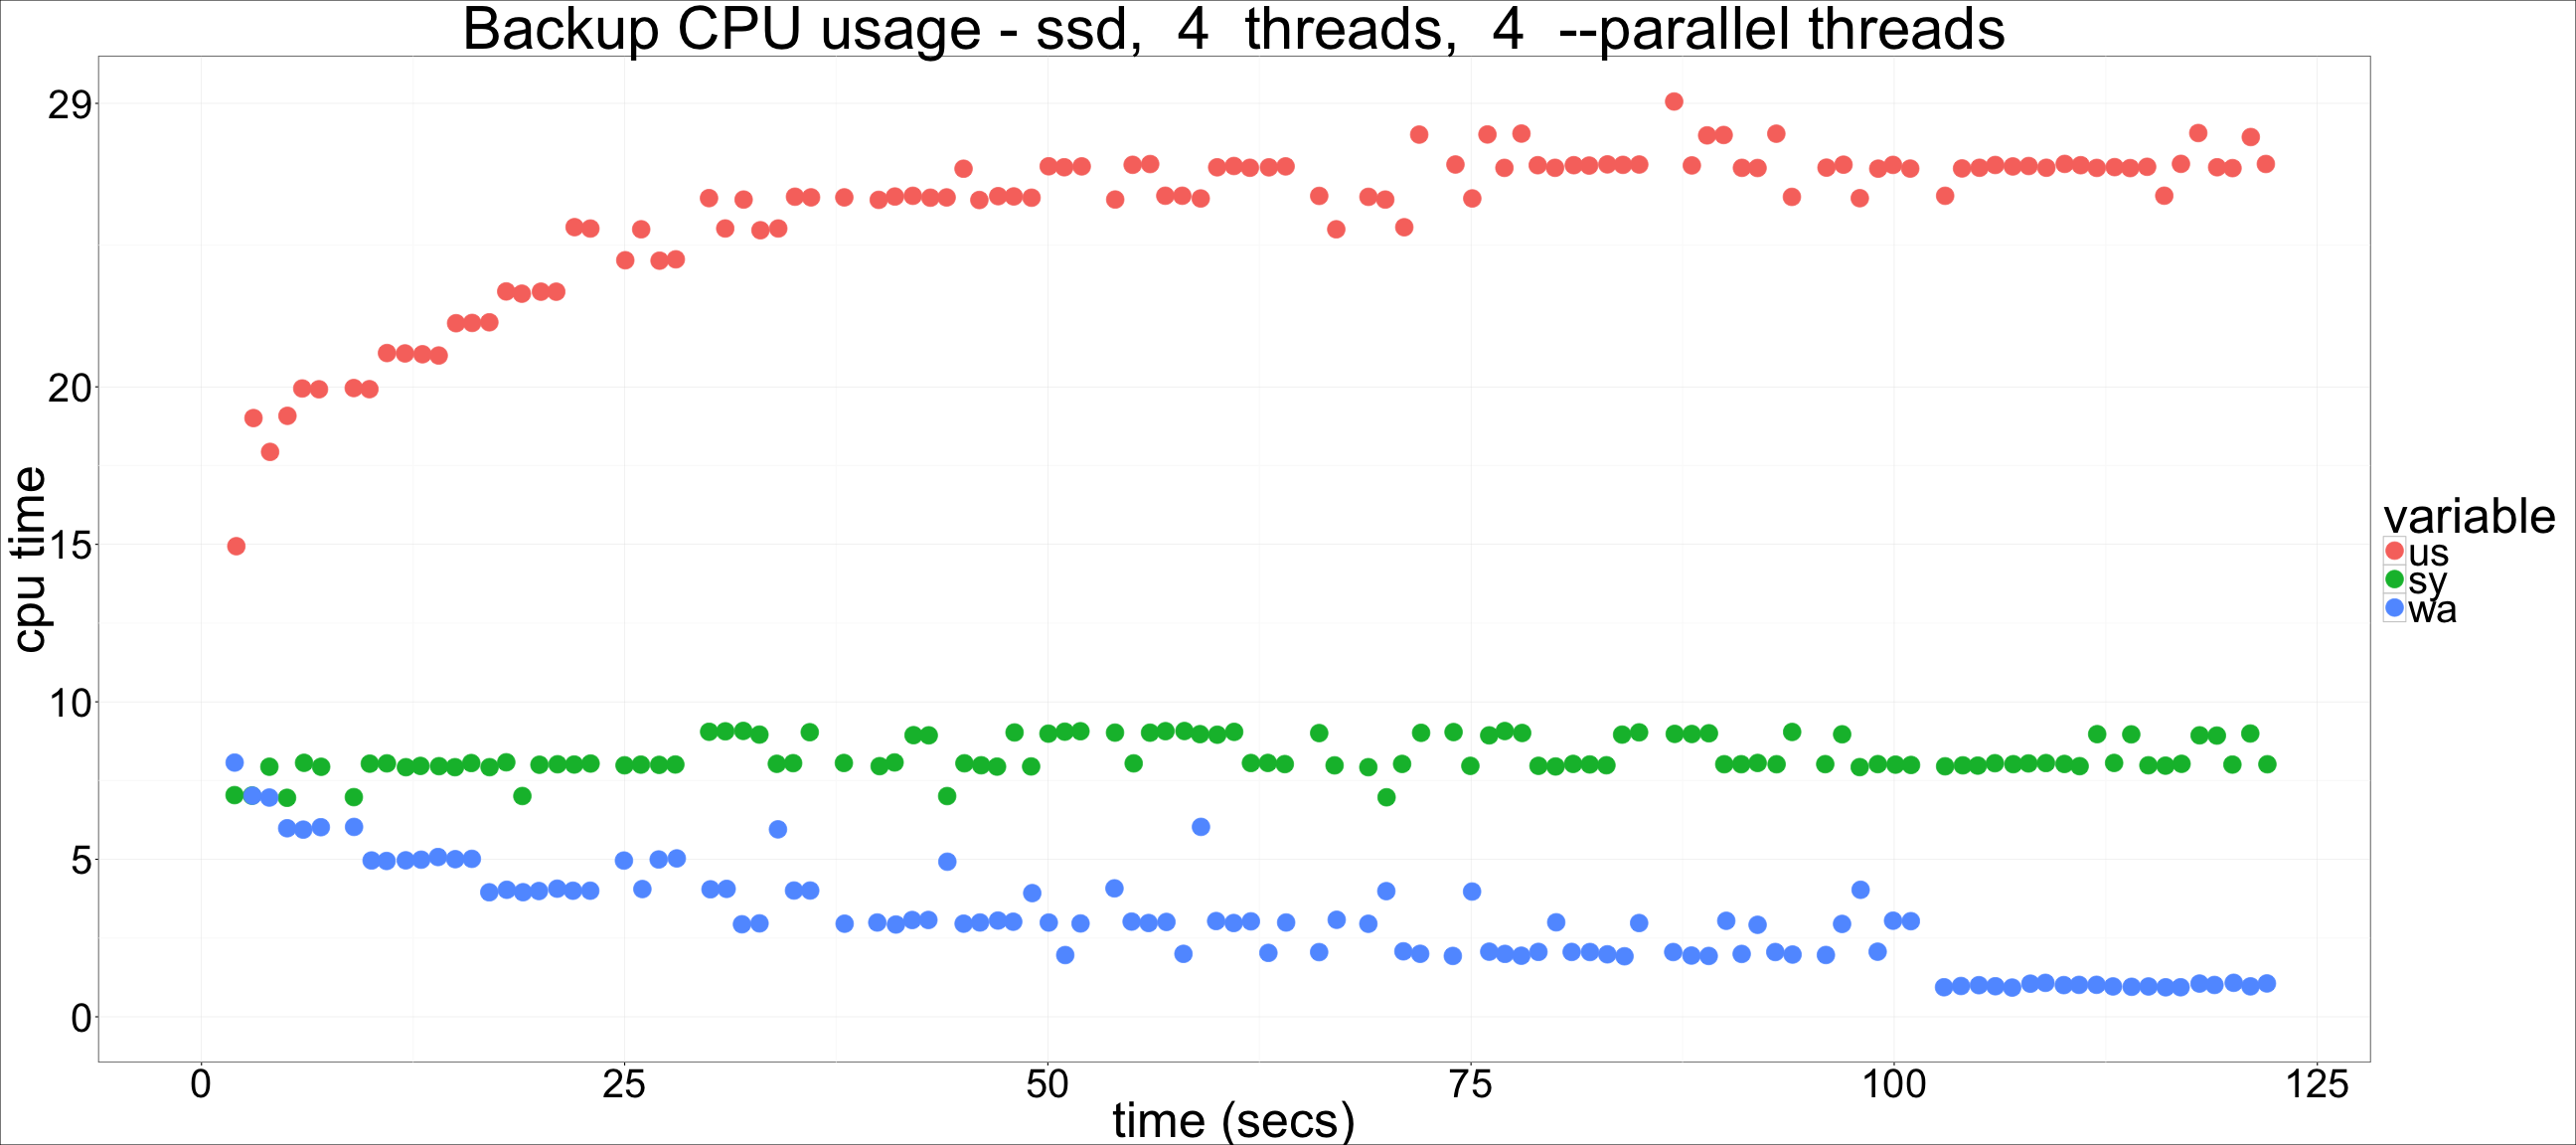 Backup CPU usage - ssd,  4  threads,  4  --parallel threads
29
20
15
10
5
0
cpu time
0 25 50 75 100 125
time (secs)
variable
us
sy
wa